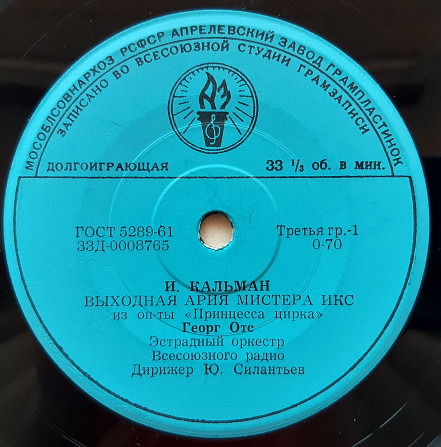 МОСОБЛСОВНАРХОЗ РСФСР АПРЕЛЕВСКИЙ ЗАВОД ГРАМПЛАСТИНОК
ЗАПИСАНО ВО ВСЕСОЮЗНОЙ СТУДИИ ГРАМЗАПИСИ
АЗ
ДОЛГОИГРАЮЩАЯ 33 1/3 об. в мин.
ГОСТ 5289-61 Третья гр.-1
33Д-0008765 0-70
И. КАЛЬМАН
ВЫХОДНАЯ АРИЯ МИСТЕРА ИКС
из оп-ты «Принцесса цирка»
Георг Отс
Эстрадный оркестр
Всесоюзного радио
Дирижер Ю. Силантьев